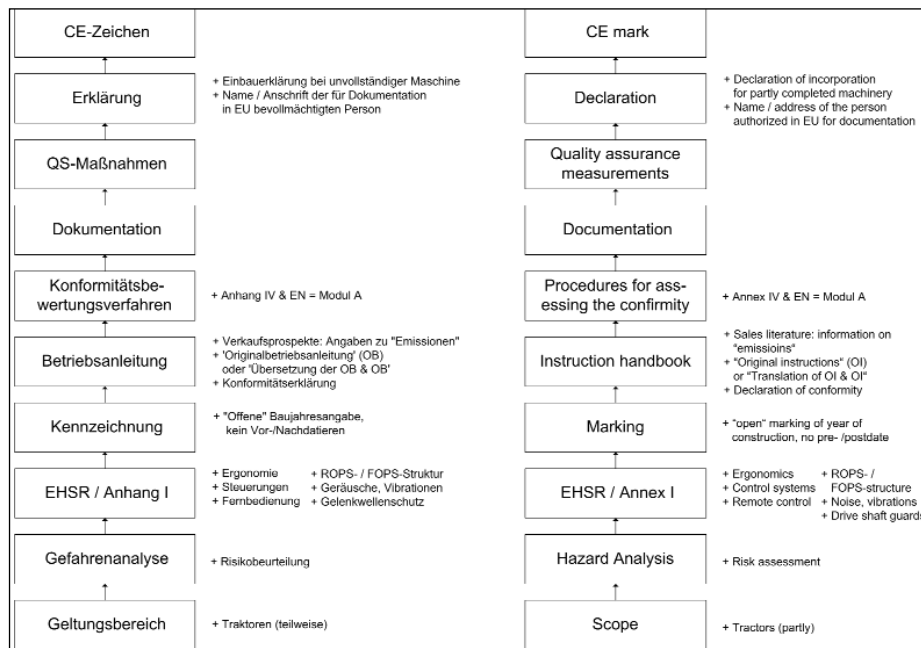 CE-Zeichen
Erklärung
+ Einbauerklärung bei unvollständiger Maschine
+ Name / Anschrift der für Dokumentation
in EU bevollmächtigten Person
QS-Maßnahmen
Dokumentation
Konformitätsbe-
wertungsverfahren
+ Anhang IV & EN = Modul A
Betriebsanleitung
+ Verkaufsprospekte: Angaben zu "Emissionen"
+ 'Originalbetriebsanleitung' (OB)
oder 'Übersetzung der OB & OB'
+ Konformitätserklärung
Kennzeichnung
+ "Offene" Baujahresangabe,
kein Vor-/Nachdatieren
EHSR / Anhang I
+ Ergonomie + ROPS- / FOPS-Struktur
+ Steuerungen + Geräusche, Vibrationen
+ Fernbedienung + Gelenkwellenschutz
Gefahrenanalyse
+ Risikobeurteilung
Geltungsbereich
+ Traktoren (teilweise)
CE mark
Declaration
+ Declaration of incorporation
for partly completed machinery
+ Name / address of the person
authorized in EU for documentation
Quality assurance
measurements
Documentation
Procedures for ass-
essing the confirmity
+ Annex IV & EN = Modul A
Instruction handbook
+ Sales literature: information on
"emissioins“
+ "Original instructions“ (OI)
or "Translation of OI & OI“
+ Declaration of conformity
Marking
+ "open“ marking of year of
construction, no pre- /postdate
EHSR / Annex I
+ Ergonomics + ROPS- /
+ Control systems FOPS-structure
+ Remote control + Noise, vibrations
+ Drive shaft guards
Hazard Analysis
+ Risk assessment
Scope
+ Tractors (partly)